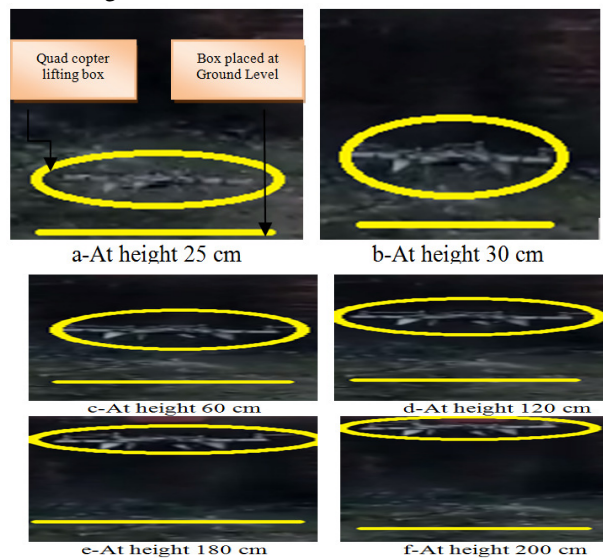 Quad copter
lifting box
Box placed at
Ground Level
a-At height 25 cm
b-At height 30 cm
c-At height 60 cm
d-At height 120 cm
e-At height 180 cm
f-At height 200 cm